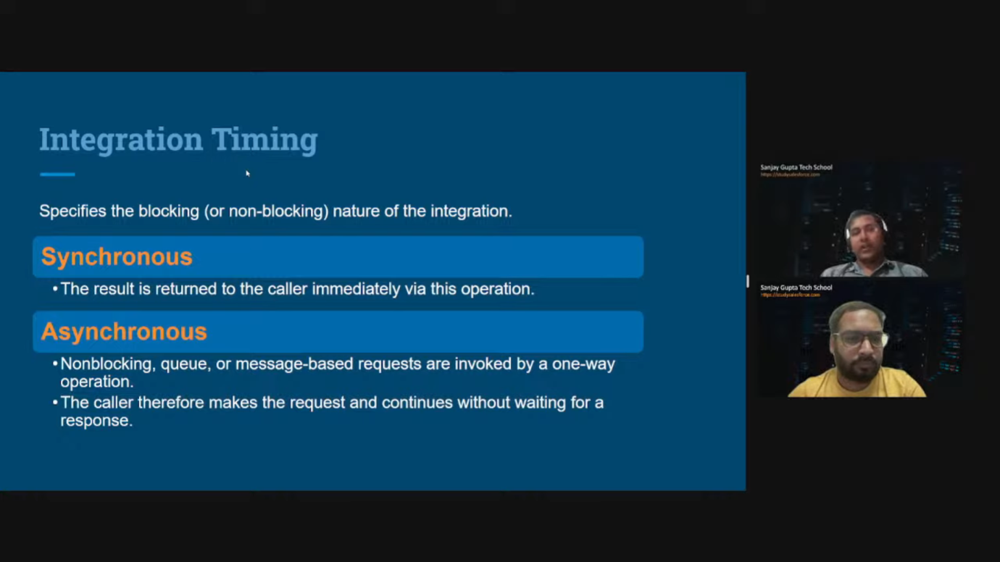 Integration Timing
Specifies the blocking (or non-blocking) nature of the integration.
Synchronous
•The result is returned to the caller immediately via this operation.
Asynchronous
•Nonblocking, queue, or message-based requests are invoked by a one-way
operation.
•The caller therefore makes the request and continues without waiting for a
response.
Sanjay Gupta Tech School
https://studysalesforce.com
Sanjay Gupta Tech School
https://studysalesforce.com